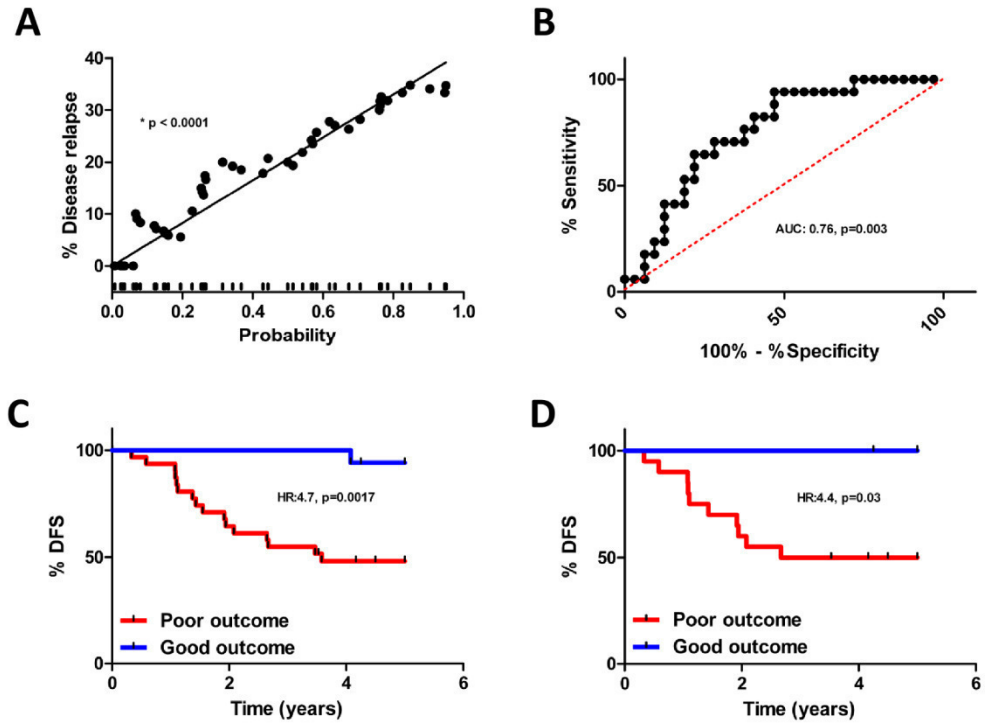 A
% Disease relapse
40
30
20
10
0
* p < 0.0001
0.0
0.2
0.4
0.6
0.8
1.0
Probability
B
% Sensitivity
100
50
0
AUC: 0.76, p=0.003
0
50
100
100% - %Specificity
C
% DFS
100
50
0
HR:4.7, p=0.0017
Poor outcome
Good outcome
0
2
4
6
Time (years)
D
% DFS
100
50
0
HR:4.4, p=0.03
Poor outcome
Good outcome
0
2
4
6
Time (years)